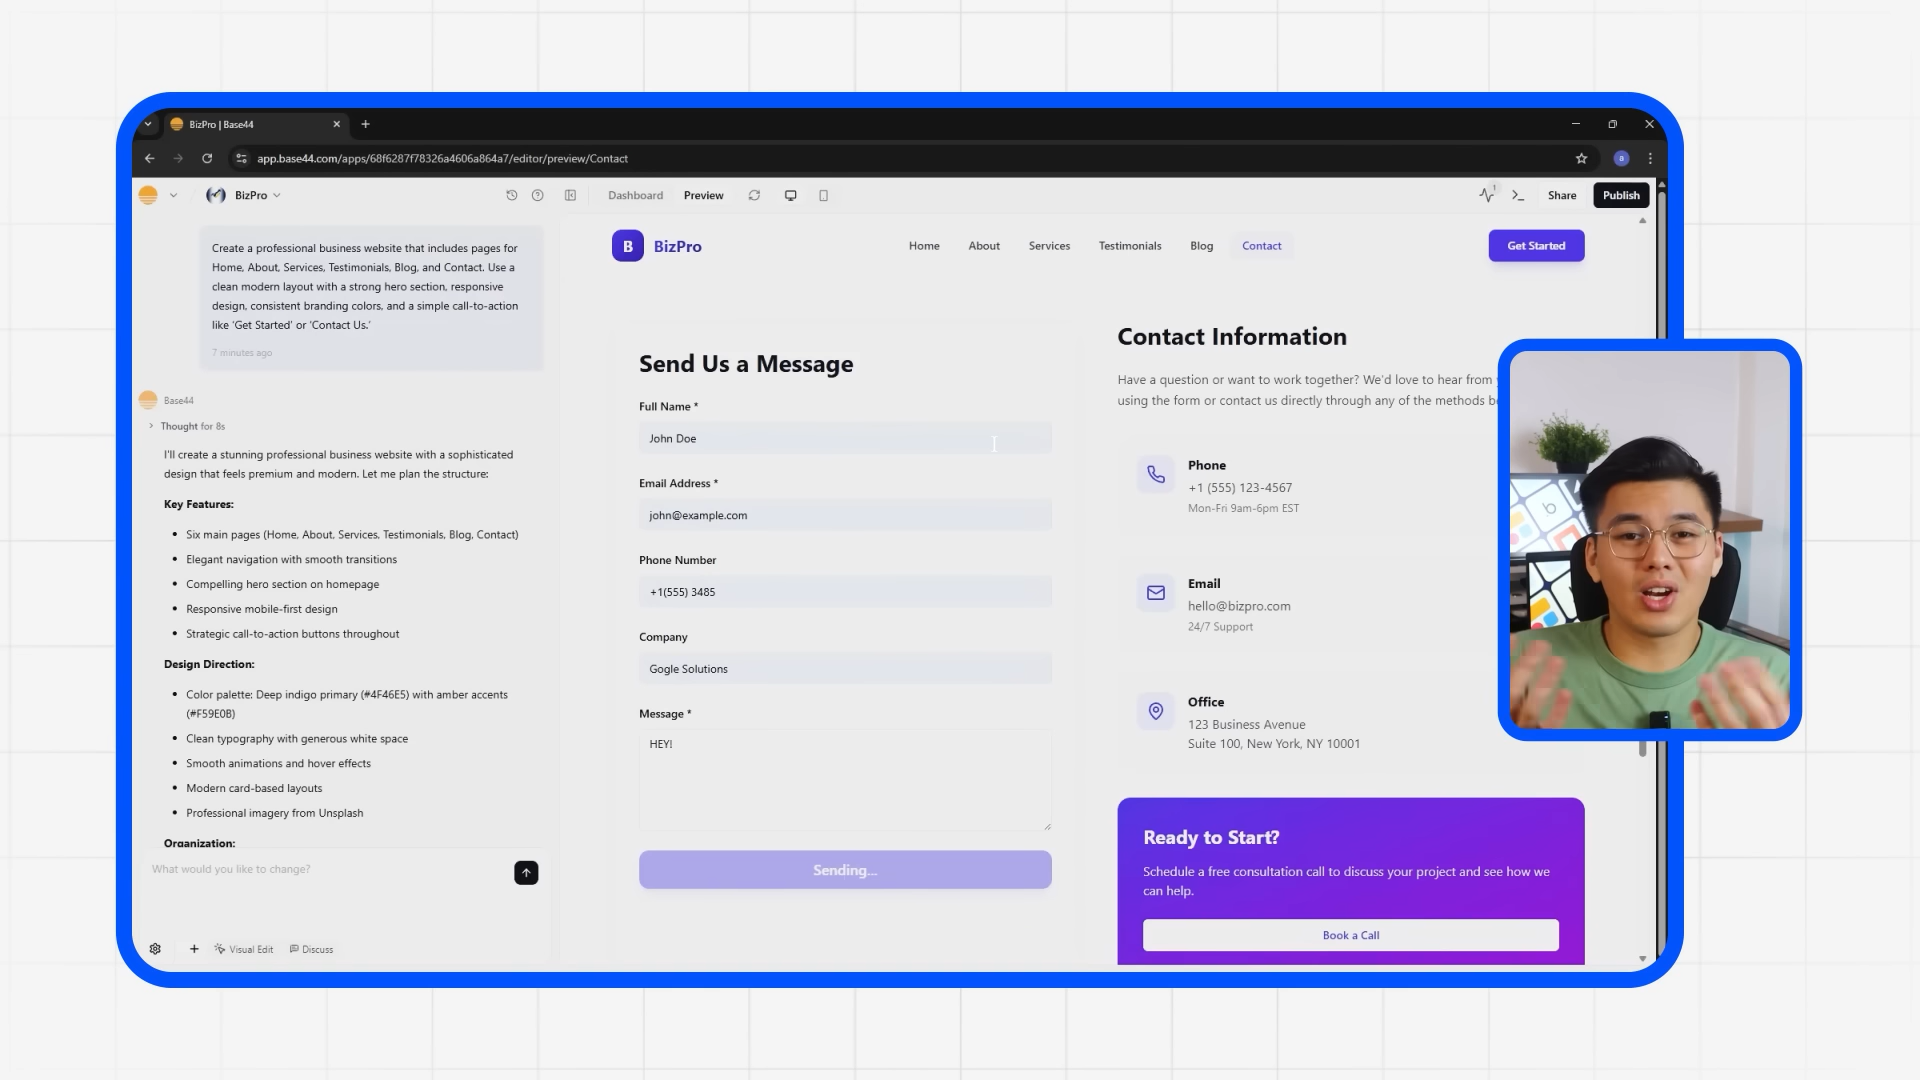 BizPro | Base44
app.base44.com/apps/68f6287f78326a4606a864a7/editor/preview/Contact
a
BizPro
Dashboard
Preview
1
Share
Publish
Create a professional business website that includes pages for
Home, About, Services, Testimonials, Blog, and Contact. Use a
clean modern layout with a strong hero section, responsive
design, consistent branding colors, and a simple call-to-action
like 'Get Started' or 'Contact Us.'
7 minutes ago
Base44
Thought for 8s
I'll create a stunning professional business website with a sophisticated
design that feels premium and modern. Let me plan the structure:
Key Features:
• Six main pages (Home, About, Services, Testimonials, Blog, Contact)
• Elegant navigation with smooth transitions
• Compelling hero section on homepage
• Responsive mobile-first design
• Strategic call-to-action buttons throughout
Design Direction:
• Color palette: Deep indigo primary (#4F46E5) with amber accents
(#F59E0B)
• Clean typography with generous white space
• Smooth animations and hover effects
• Modern card-based layouts
• Professional imagery from Unsplash
Organization:
What would you like to change?
Visual Edit
Discuss
B
BizPro
Home
About
Services
Testimonials
Blog
Contact
Get Started
Send Us a Message
Full Name *
John Doe
Email Address *
john@example.com
Phone Number
+1(555) 3485
Company
Gogle Solutions
Message *
HEY!
Sending...
Contact Information
Have a question or want to work together? We'd love to hear from
using the form or contact us directly through any of the methods
Phone
+1 (555) 123-4567
Mon-Fri 9am-6pm EST
Email
hello@bizpro.com
24/7 Support
Office
123 Business Avenue
Suite 100, New York, NY 10001
Ready to Start?
Schedule a free consultation call to discuss your project and see how we
can help.
Book a Call